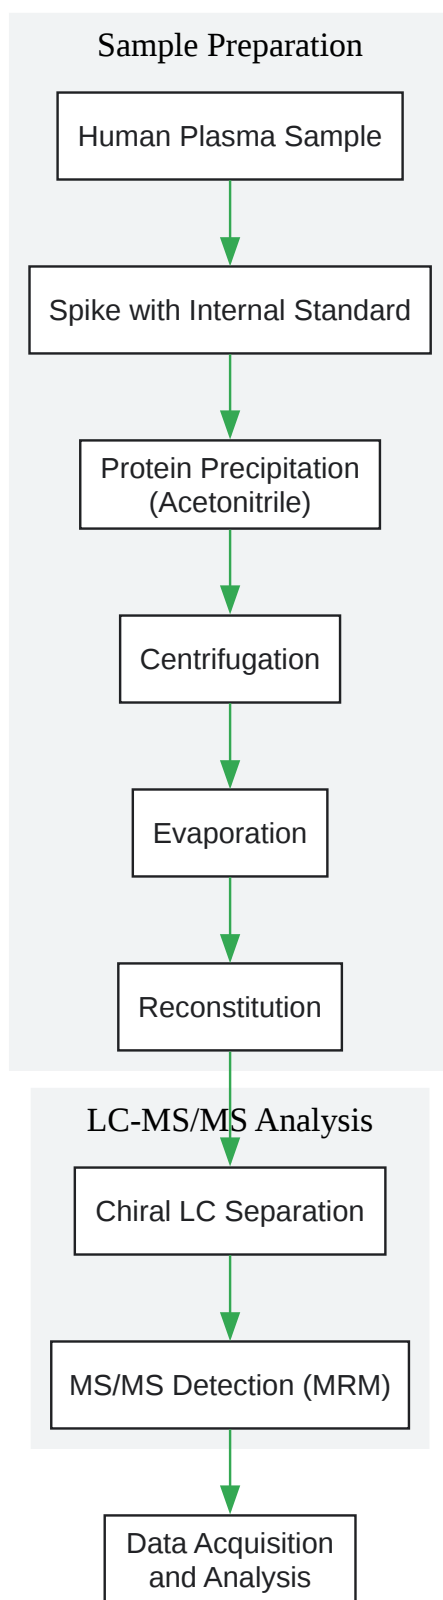 Sample Preparation
Human Plasma Sample
Spike with Internal Standard
Protein Precipitation
(Acetonitrile)
Centrifugation
Evaporation
Reconstitution
LC-MS/MS Analysis
Chiral LC Separation
MS/MS Detection (MRM)
Data Acquisition
and Analysis